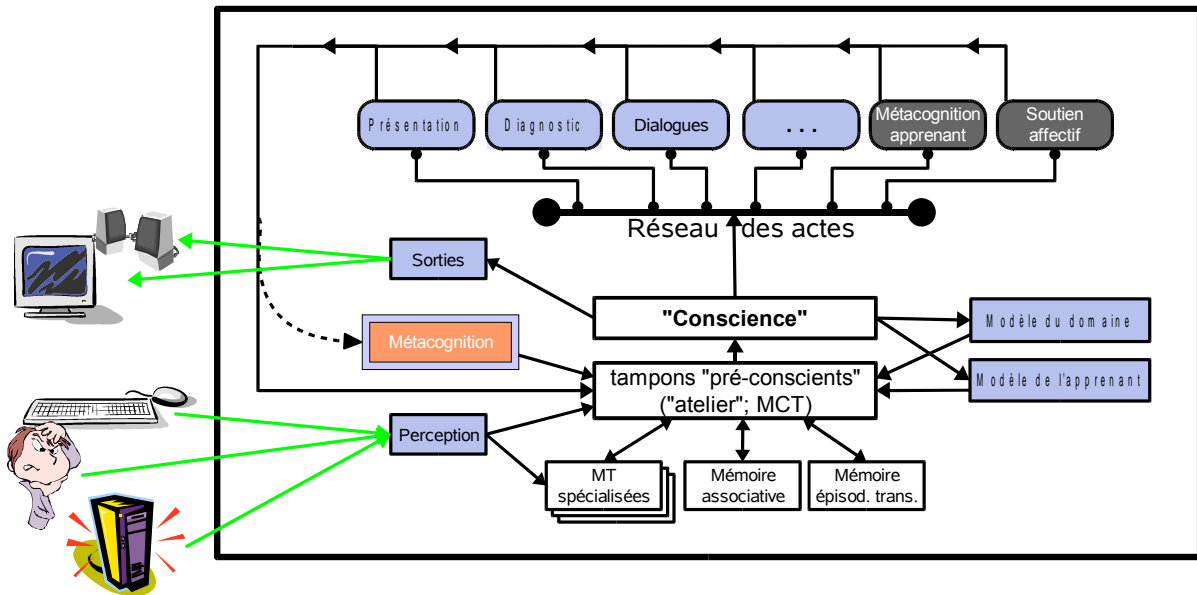 Présentation
Diagnostic
Dialogues
...
Métacognition
apprenant
Soutien
affectif
Réseau des actes
Sorties
"Conscience"
Modèle du domaine
Métacognition
tampons "pré-conscients"
("atelier"; MCT)
Modèle de l'apprenant
Perception
MT
spécialisées
Mémoire
associative
Mémoire
épisod. trans.